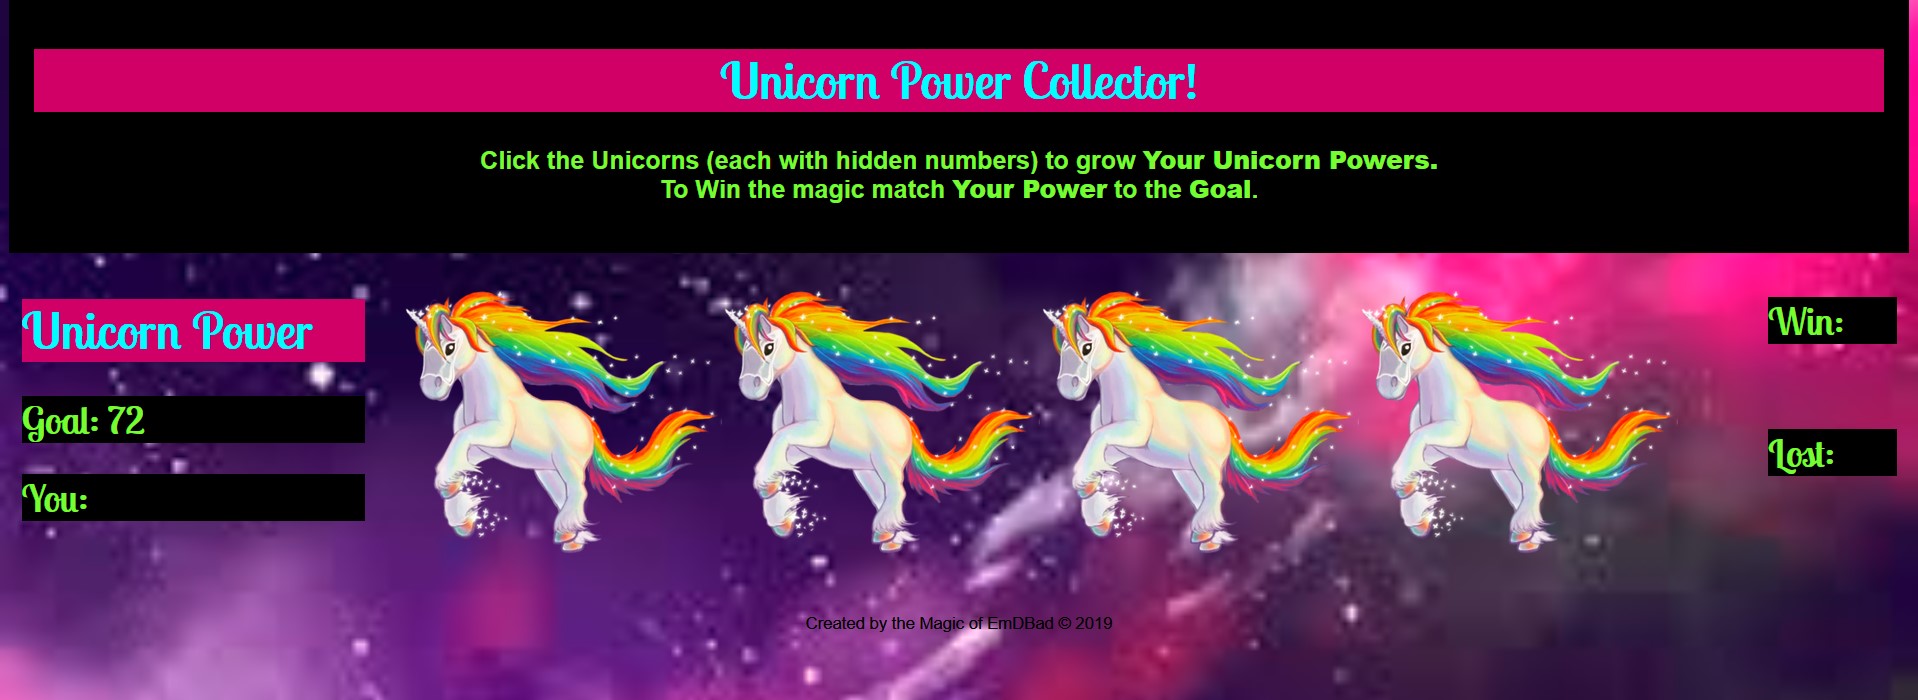 Unicorn Power Collector!
Click the Unicorns (each with hidden numbers) to grow Your Unicorn Powers.
To Win the magic match Your Power to the Goal.
Unicorn Power
Goal: 72
You:
Win:
Lost:
Created by the Magic of EmDBad © 2019